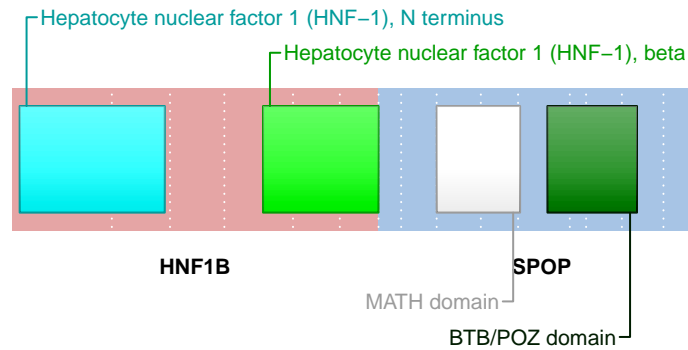 Hepatocyte nuclear factor 1 (HNF−1), N terminus
Hepatocyte nuclear factor 1 (HNF−1), beta
HNF1B
SPOP
MATH domain
BTB/POZ domain